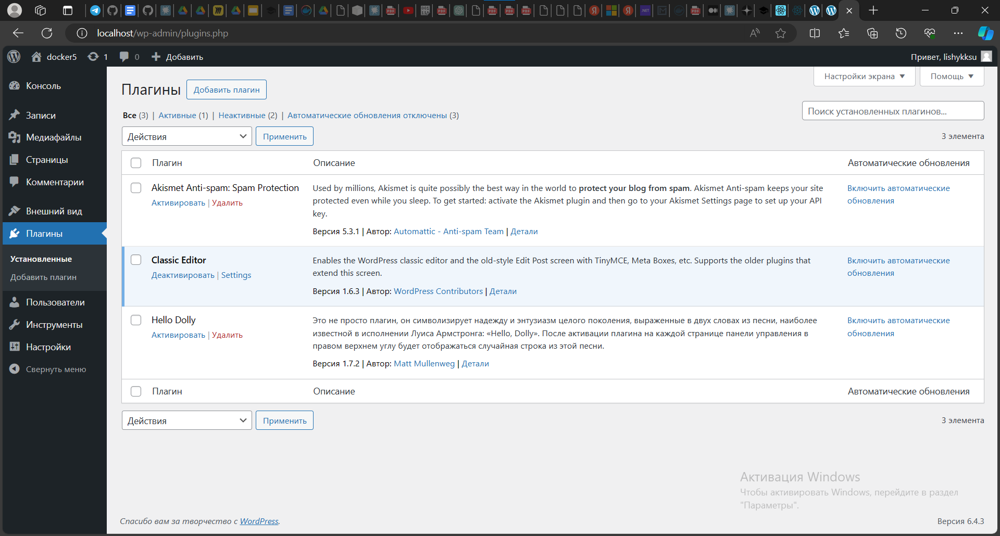 localhost/wp-admin/plugins.php
docker5 1 0 Добавить
Привет, lishykksu
Консоль
Записи
Медиафайлы
Страницы
Комментарии
Внешний вид
Плагины
Установленные
Добавить плагин
Пользователи
Инструменты
Настройки
Свернуть меню
Настройки экрана ▼
Помощь ▼
Плагины
Добавить плагин
Все (3) | Активные (1) | Неактивные (2) | Автоматические обновления отключены (3)
Поиск установленных плагинов...
Действия
Применить
3 элемента
Плагин Описание Автоматические обновления
Akismet Anti-spam: Spam Protection
Активировать | Удалить
Used by millions, Akismet is quite possibly the best way in the world to protect your blog from spam. Akismet Anti-spam keeps your site
protected even while you sleep. To get started: activate the Akismet plugin and then go to your Akismet Settings page to set up your API
key.
Версия 5.3.1 | Автор: Automattic - Anti-spam Team | Детали
Включить автоматические
обновления
Classic Editor
Деактивировать | Settings
Enables the WordPress classic editor and the old-style Edit Post screen with TinyMCE, Meta Boxes, etc. Supports the older plugins that
extend this screen.
Версия 1.6.3 | Автор: WordPress Contributors | Детали
Включить автоматические
обновления
Hello Dolly
Активировать | Удалить
Это не просто плагин, он символизирует надежду и энтузиазм целого поколения, выраженные в двух словах из песни, наиболее
известной в исполнении Луиса Армстронга: «Hello, Dolly». После активации плагина на каждой странице панели управления в
правом верхнем углу будет отображаться случайная строка из этой песни.
Версия 1.7.2 | Автор: Matt Mullenweg | Детали
Включить автоматические
обновления
Плагин Описание Автоматические обновления
Действия
Применить
3 элемента
Активация Windows
Чтобы активировать Windows, перейдите в раздел
"Параметры".
Спасибо вам за творчество с WordPress.
Версия 6.4.3